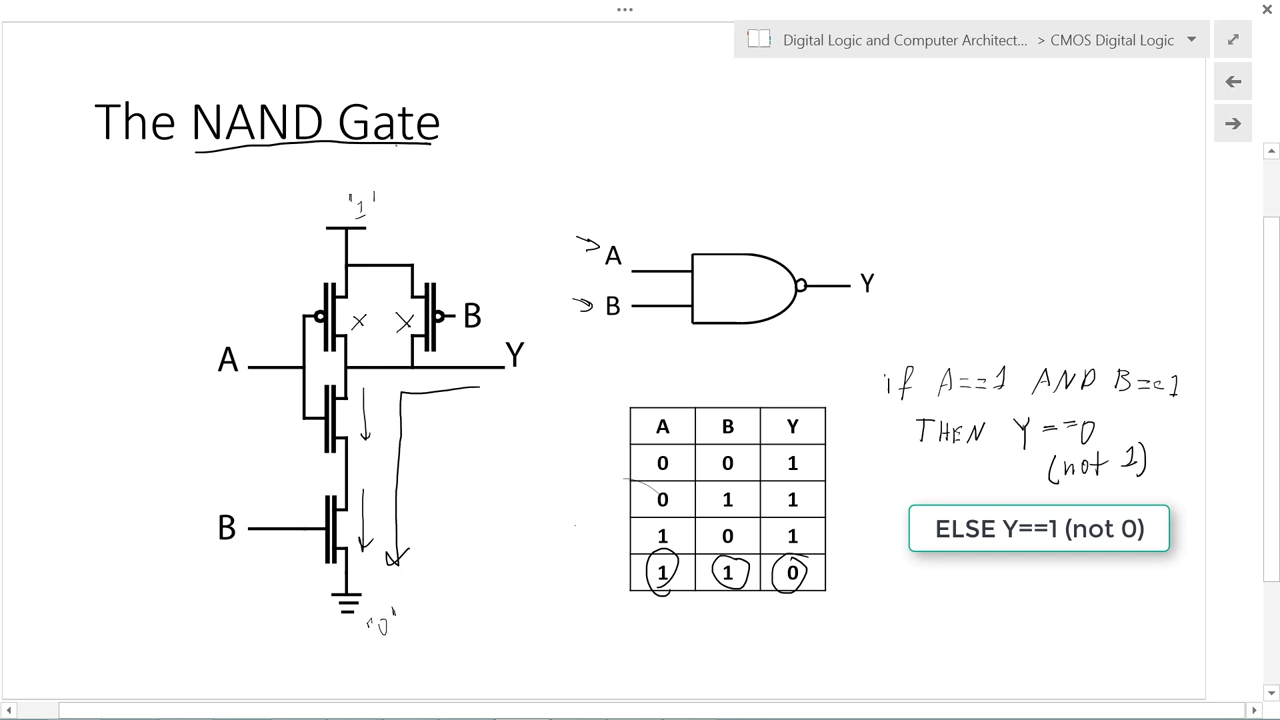 Digital Logic and Computer Architect... > CMOS Digital Logic
The NAND Gate
"1"
A
B
Y
B
"0"
A
B
Y
A B Y
0 0 1
0 1 1
1 0 1
1 1 0
if A==1 AND B==1
THEN Y==0
(not 1)
ELSE Y==1 (not 0)